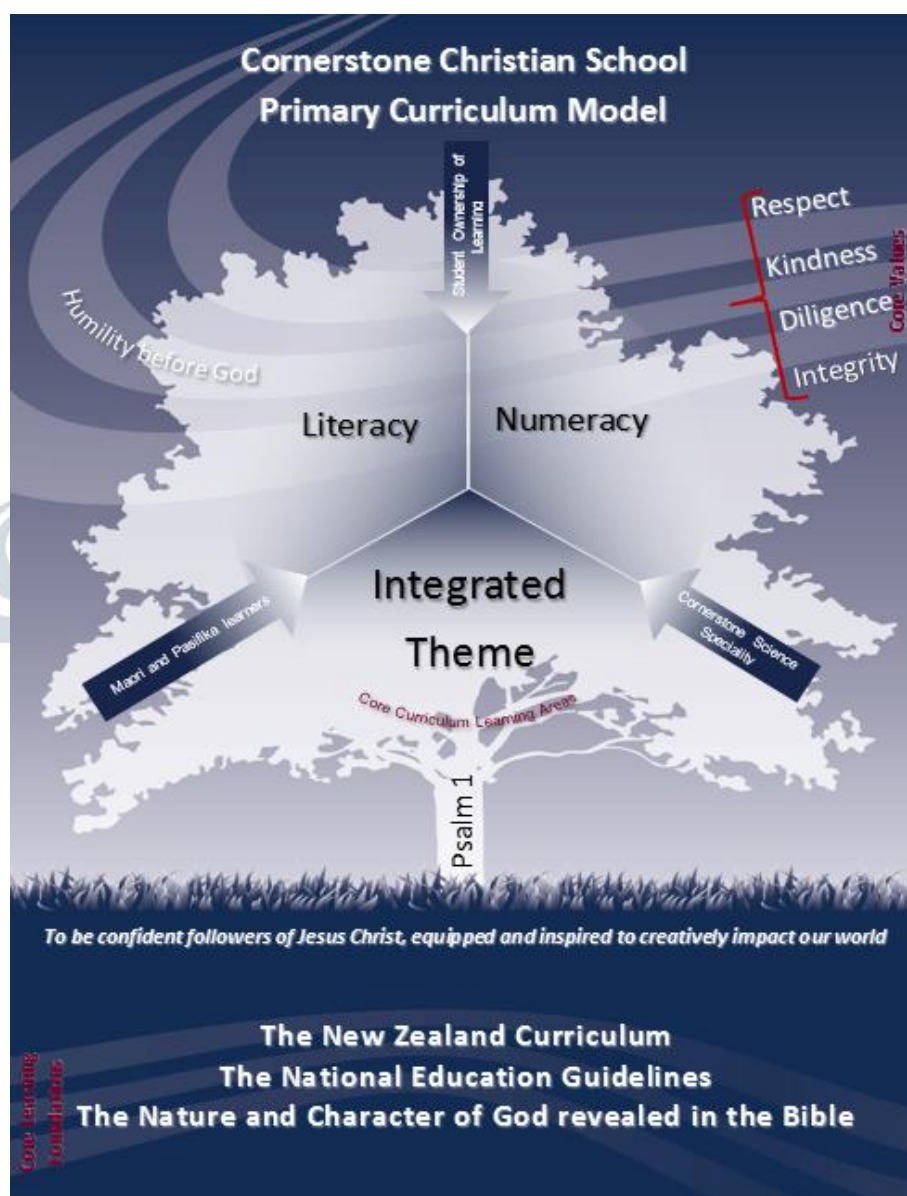 Cornerstone Christian School
Primary Curriculum Model
Student Ownership of
Learning
Respect
Kindness
Diligence
Integrity
Core Values
Humility before God
Literacy
Numeracy
Integrated
Theme
Maori and Pasifika learners
Cornerstone Science
Speciality
Core Curriculum Learning Areas
Psalm 1
To be confident followers of Jesus Christ, equipped and inspired to creatively impact our world
The New Zealand Curriculum
The National Education Guidelines
The Nature and Character of God revealed in the Bible
Core Learning
Foundations